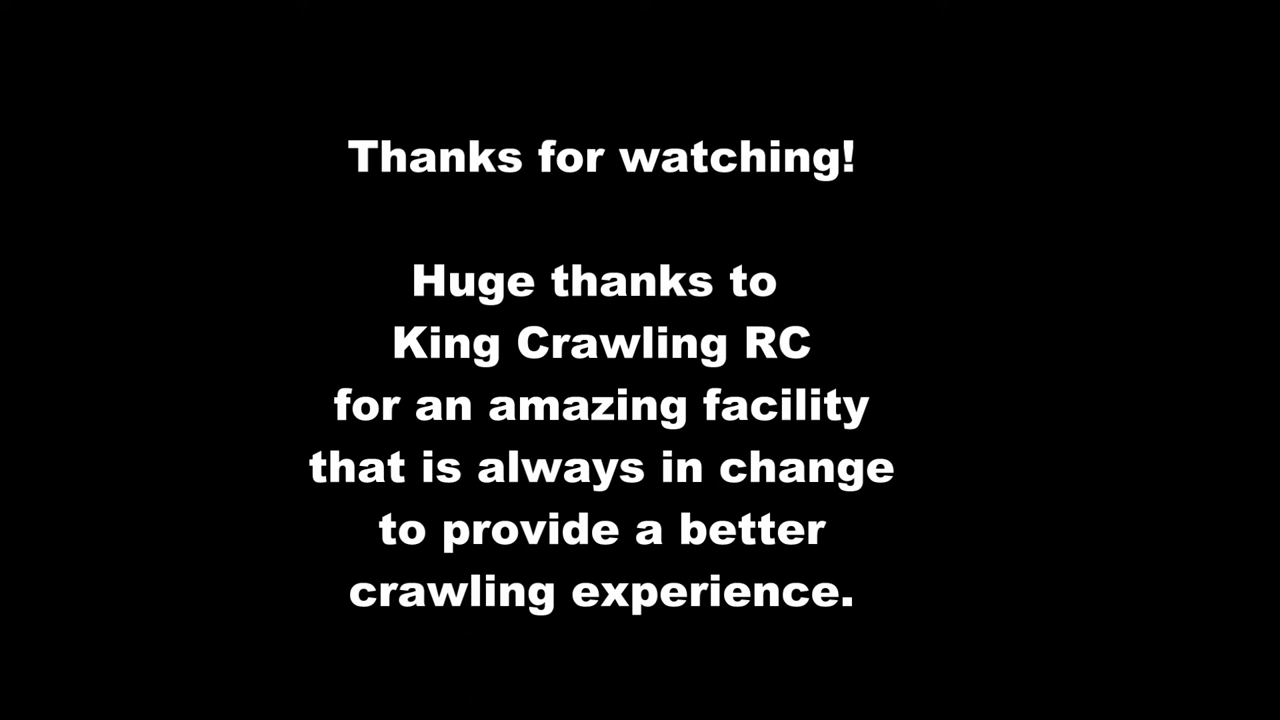 Thanks for watching!
Huge thanks to
King Crawling RC
for an amazing facility
that is always in change
to provide a better
crawling experience.